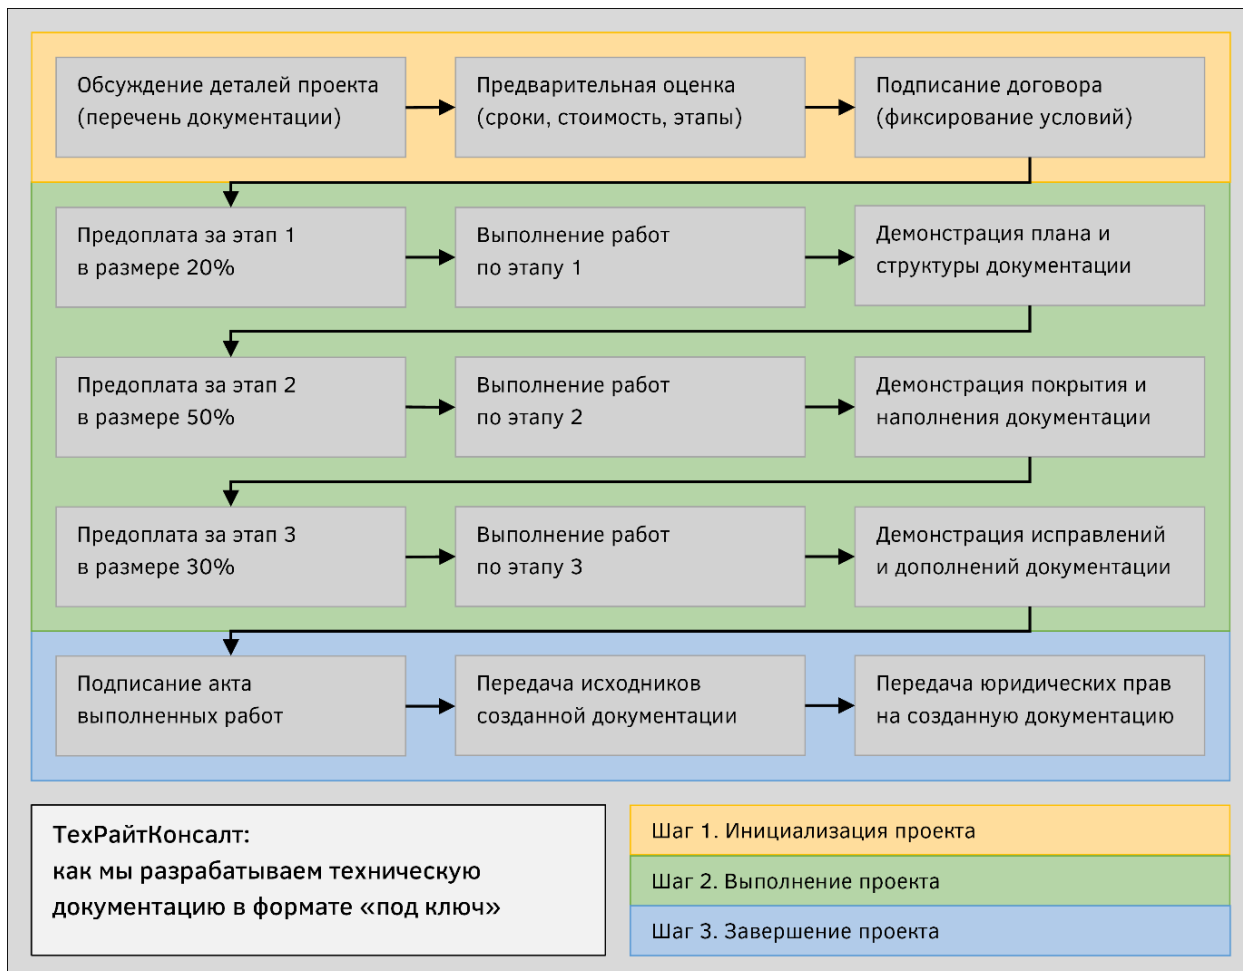 Обсуждение деталей проекта
(перечень документации)
Предварительная оценка
(сроки, стоимость, этапы)
Подписание договора
(фиксирование условий)
Предоплата за этап 1
в размере 20%
Выполнение работ
по этапу 1
Демонстрация плана и
структуры документации
Предоплата за этап 2
в размере 50%
Выполнение работ
по этапу 2
Демонстрация покрытия и
наполнения документации
Предоплата за этап 3
в размере 30%
Выполнение работ
по этапу 3
Демонстрация исправлений
и дополнений документации
Подписание акта
выполненных работ
Передача исходников
созданной документации
Передача юридических прав
на созданную документацию
ТехРайтКонсалт:
как мы разрабатываем техническую
документацию в формате «под ключ»
Шаг 1. Инициализация проекта
Шаг 2. Выполнение проекта
Шаг 3. Завершение проекта